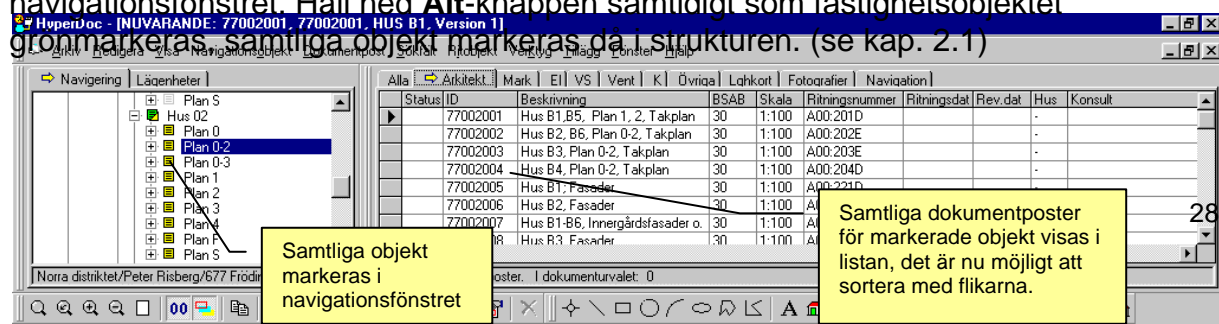 navigationsfönstret. Håll ned Alt-knappen samtidigt som fastighetsobjektet
HyperDoc - [NUVARANDE: 77002001, 77002001, HUS B1, Version 1]
grönmarkeras, samtliga objekt markeras då i strukturen. (se kap. 2.1)
Arkiv Redigera Visa Navigationsobjekt Dokumentpost Sökfält Ritobjekt Verktyg Tillägg Fönster Hjälp
Navigering Lägenheter
Alla Arkitekt Mark El VS Vent K Övriga Lghkort Fotografier Navigation
Plan S
Hus 02
Plan 0
Plan 0-2
Plan 0-3
Plan 1
Plan 2
Plan 3
Plan 4
Plan F
Plan S
Status ID Beskrivning BSAB Skala Ritningsnummer Ritningsdat Rev.dat Hus Konsult
77002001 Hus B1,B5, Plan 1, 2, Takplan 30 1:100 A00:201D -
77002002 Hus B2, B6, Plan 0-2, Takplan 30 1:100 A00:202E -
77002003 Hus B3, Plan 0-2, Takplan 30 1:100 A00:203E -
77002004 Hus B4, Plan 0-2, Takplan 30 1:100 A00:204D -
77002005 Hus B1; Fasader 30 1:100 A00:221D
77002006 Hus B2, Fasader 30 1:100
77002007 Hus B1-B6, Innergårdsfasader o. 30 1:100
Hus B3, Fasader 30 1:100
Samtliga objekt
markeras i
navigationsfönstret
Samtliga dokumentposter
för markerade objekt visas i
listan, det är nu möjligt att
sortera med flikarna.
28
Norra distriktet/Peter Risberg/677 Frödin
I dokumenturvalet: 0